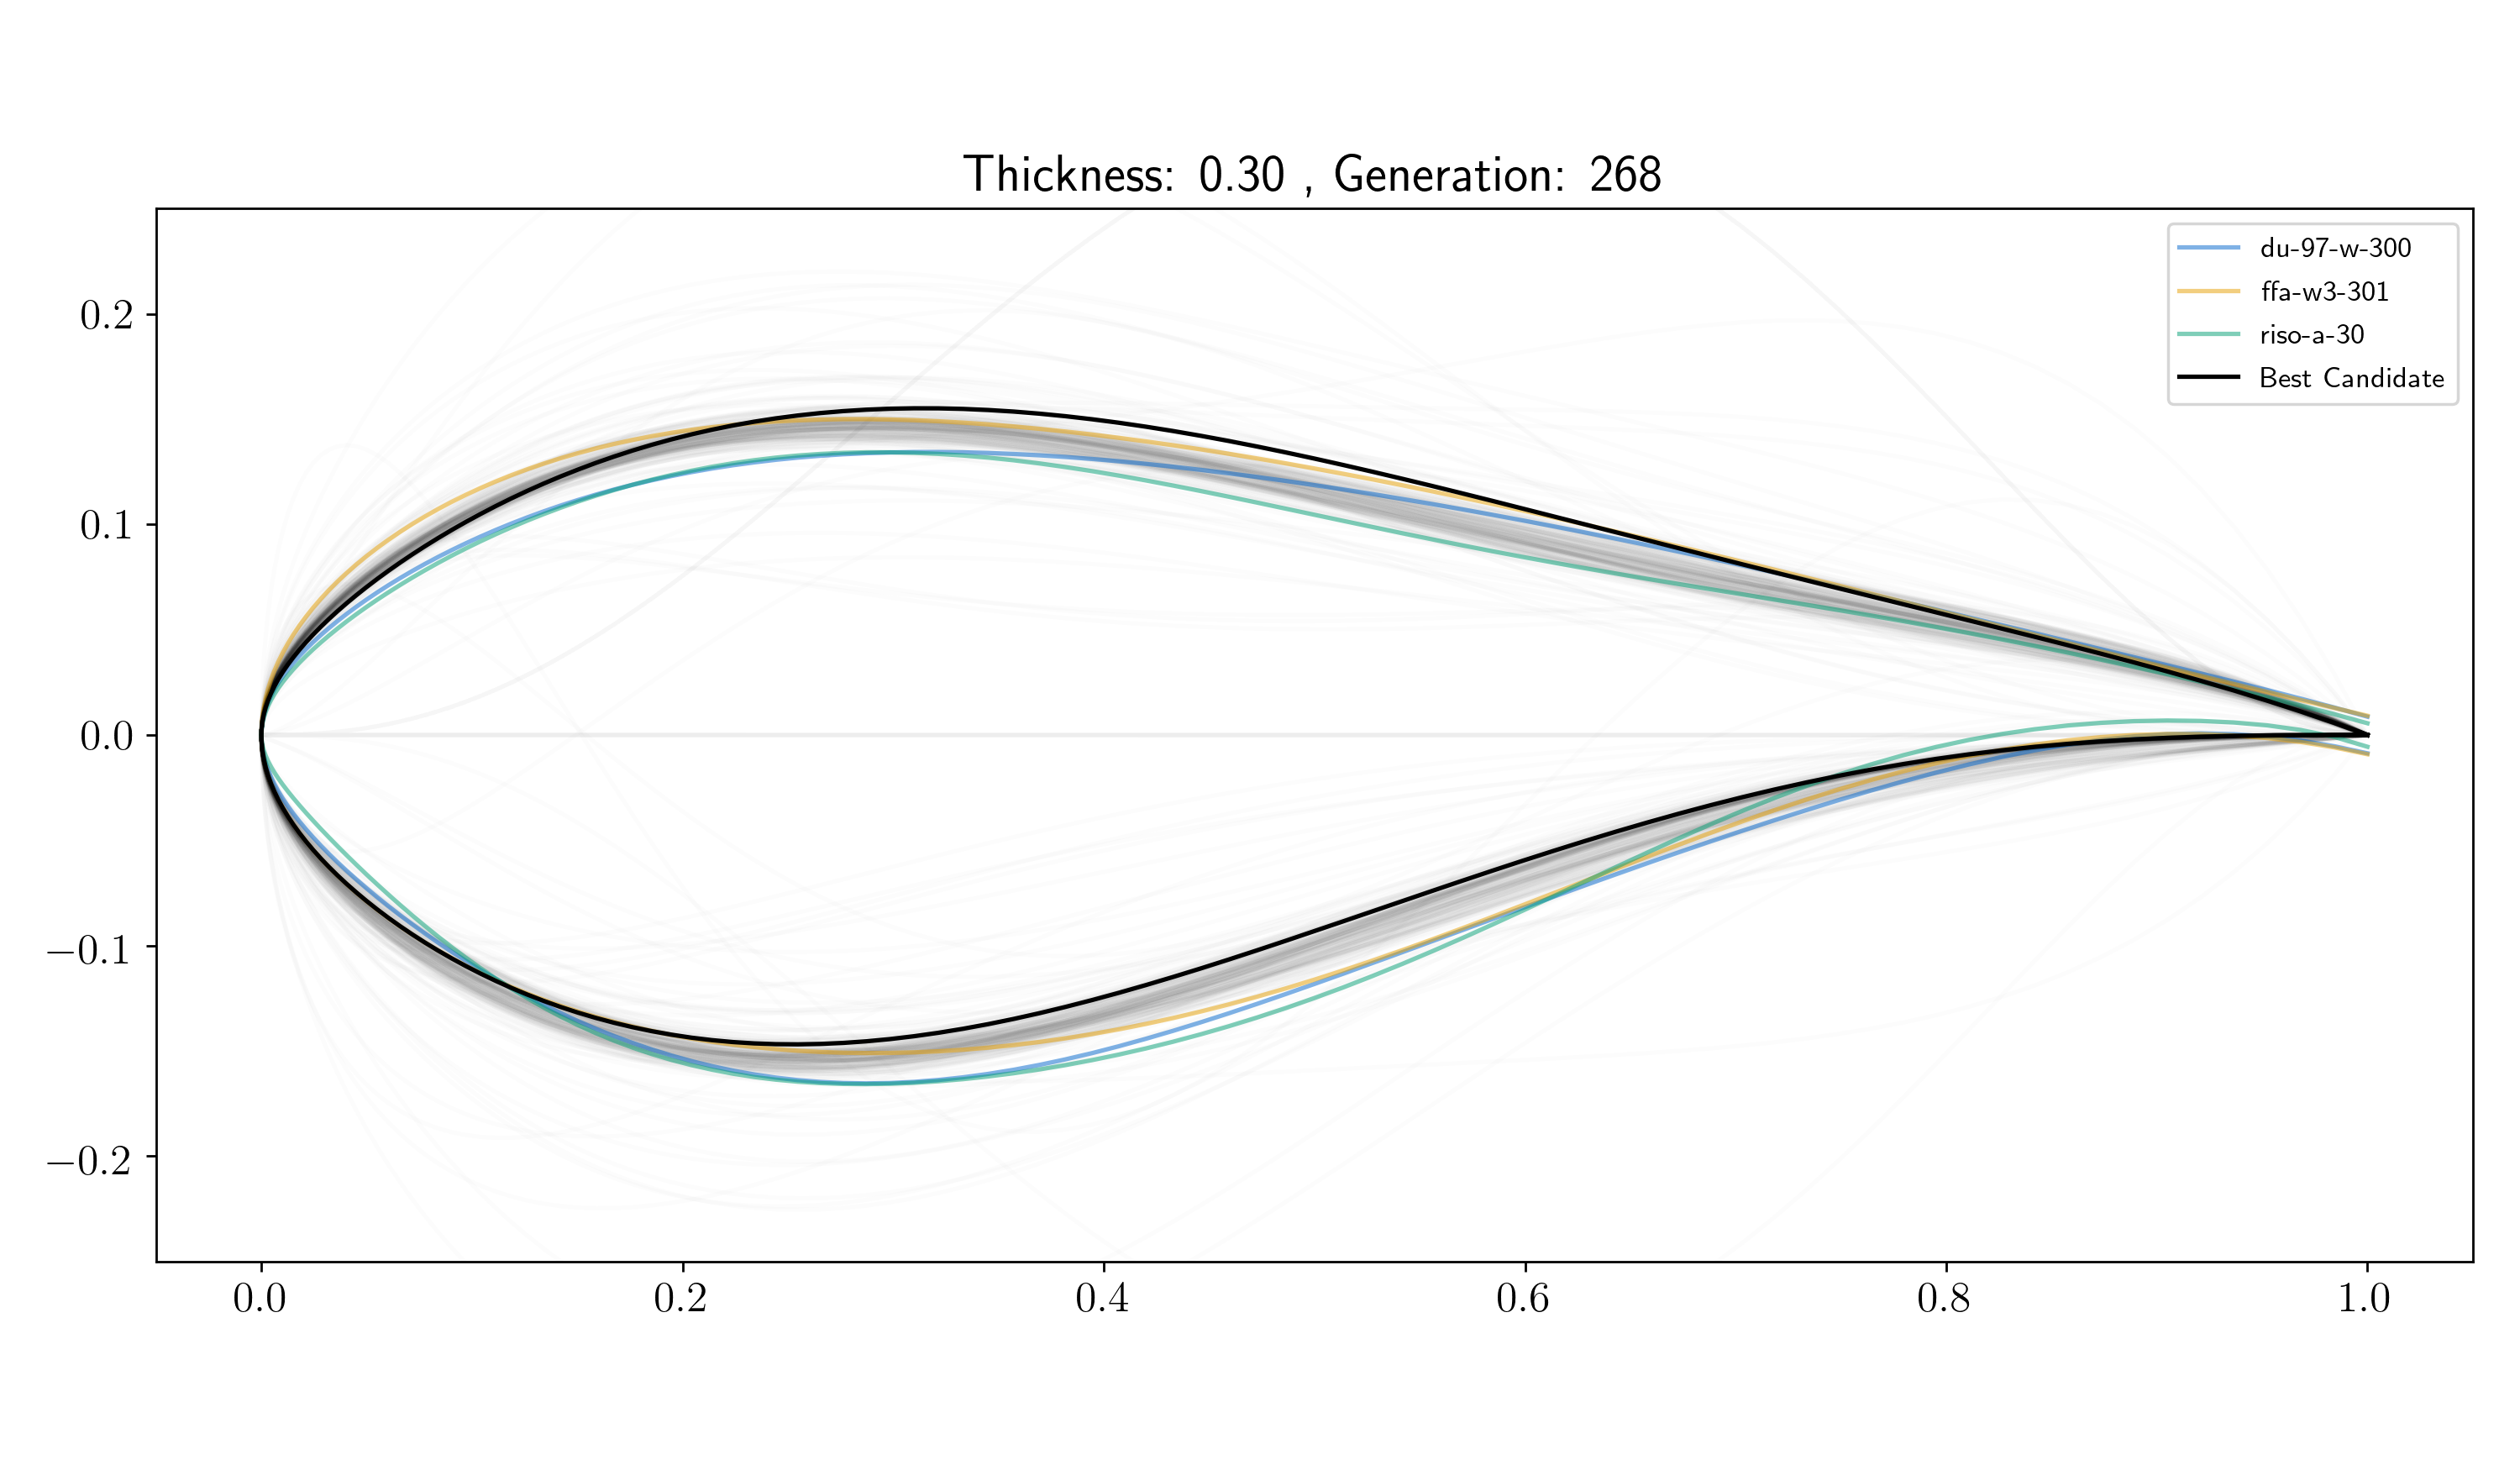 Thickness: 0.30 , Generation: 268
du-97-w-300
ffa-w3-301
riso-a-30
Best Candidate
0.2
0.1
0.0
−0.1
−0.2
0.0 0.2 0.4 0.6 0.8 1.0